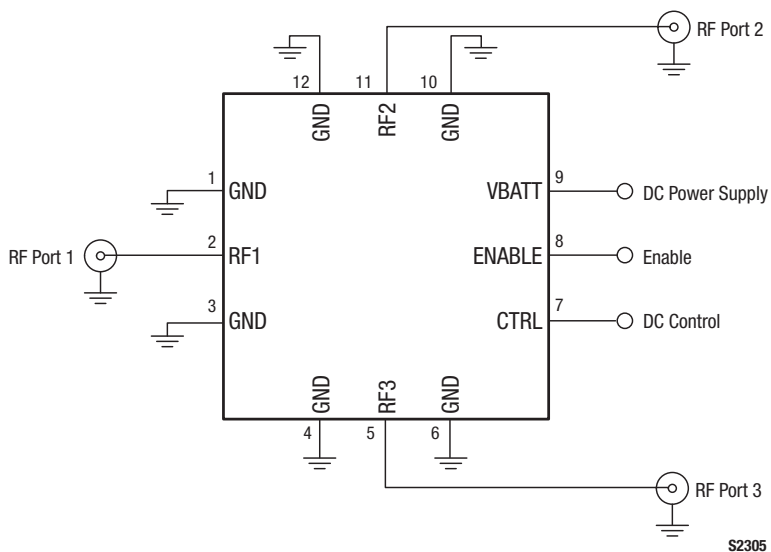 RF Port 2
12 11 10
GND RF2 GND
1 GND
VBATT 9 DC Power Supply
RF Port 1 2 RF1
ENABLE 8 Enable
3 GND
CTRL 7 DC Control
GND RF3 GND
4 5 6
RF Port 3
S2305